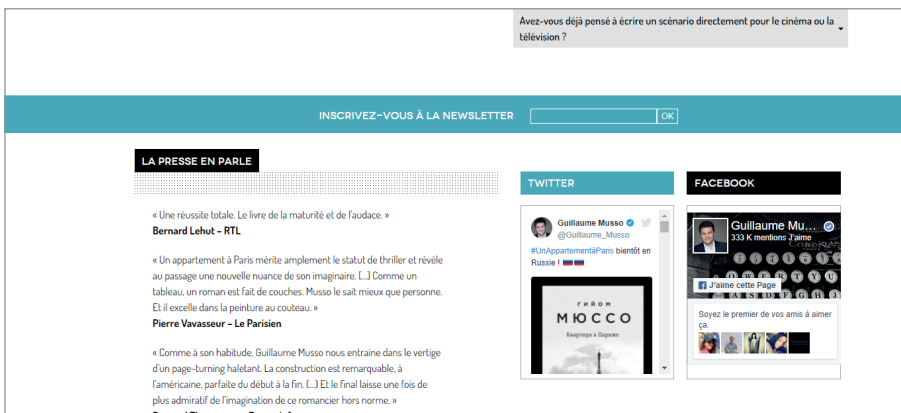 Avez-vous déjà pensé à écrire un scénario directement pour le cinéma ou la
télévision ?
INSCRIVEZ-VOUS À LA NEWSLETTER
OK
LA PRESSE EN PARLE
« Une réussite totale. Le livre de la maturité et de l'audace. »
Bernard Lehut – RTL
« Un appartement à Paris mérite amplement le statut de thriller et révèle
au passage une nouvelle nuance de son imaginaire. [...] Comme un
tableau, un roman est fait de couches. Musso le sait mieux que personne.
Et il excelle dans la peinture au couteau. »
Pierre Vavasseur – Le Parisien
« Comme à son habitude, Guillaume Musso nous entraine dans le vertige
d'un page-turning haletant. La construction est remarquable, à
l'américaine, parfaite du début à la fin. [...] Et le final laisse une fois de
plus admiratif de l'imagination de ce romancier hors norme. »
TWITTER
Guillaume Musso
@Guillaume_Musso
#UnAppartementàParis bientôt en
Russie !
ГИЙОМ
МЮССО
Квартира в Париже
FACEBOOK
Guillaume Mu...
333 K mentions J'aime
J'aime cette Page
Soyez le premier de vos amis à aimer
ça.